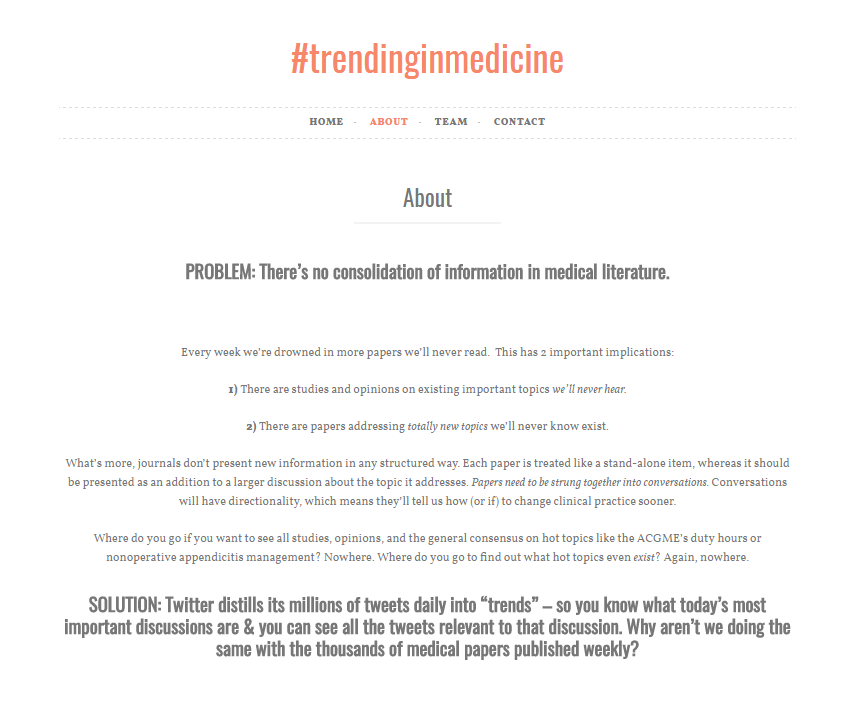 #trendinginmedicine
HOME - ABOUT - TEAM - CONTACT
About
PROBLEM: There’s no consolidation of information in medical literature.
Every week we’re drowned in more papers we’ll never read.  This has 2 important implications:
1) There are studies and opinions on existing important topics we’ll never hear.
2) There are papers addressing totally new topics we’ll never know exist.
What’s more, journals don’t present new information in any structured way. Each paper is treated like a stand-alone item, whereas it should
be presented as an addition to a larger discussion about the topic it addresses. Papers need to be strung together into conversations. Conversations
will have directionality, which means they’ll tell us how (or if) to change clinical practice sooner.
Where do you go if you want to see all studies, opinions, and the general consensus on hot topics like the ACGME’s duty hours or
nonoperative appendicitis management? Nowhere. Where do you go to find out what hot topics even exist? Again, nowhere.
SOLUTION: Twitter distills its millions of tweets daily into “trends” – so you know what today’s most
important discussions are & you can see all the tweets relevant to that discussion. Why aren’t we doing the
same with the thousands of medical papers published weekly?